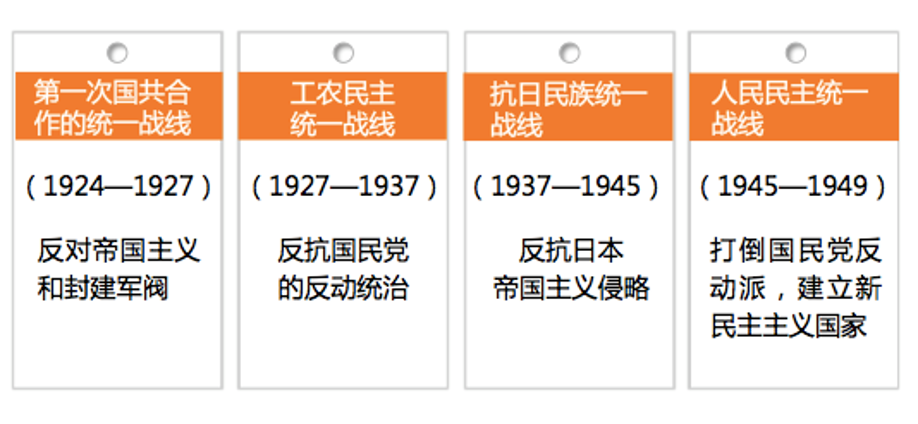 第一次国共合
作的统一战线
（1924—1927）
反对帝国主义
和封建军阀
工农民主
统一战线
（1927—1937）
反抗国民党
的反动统治
抗日民族统一
战线
（1937—1945）
反抗日本
帝国主义侵略
人民民主统一
战线
（1945—1949）
打倒国民党反
动派，建立新
民主主义国家